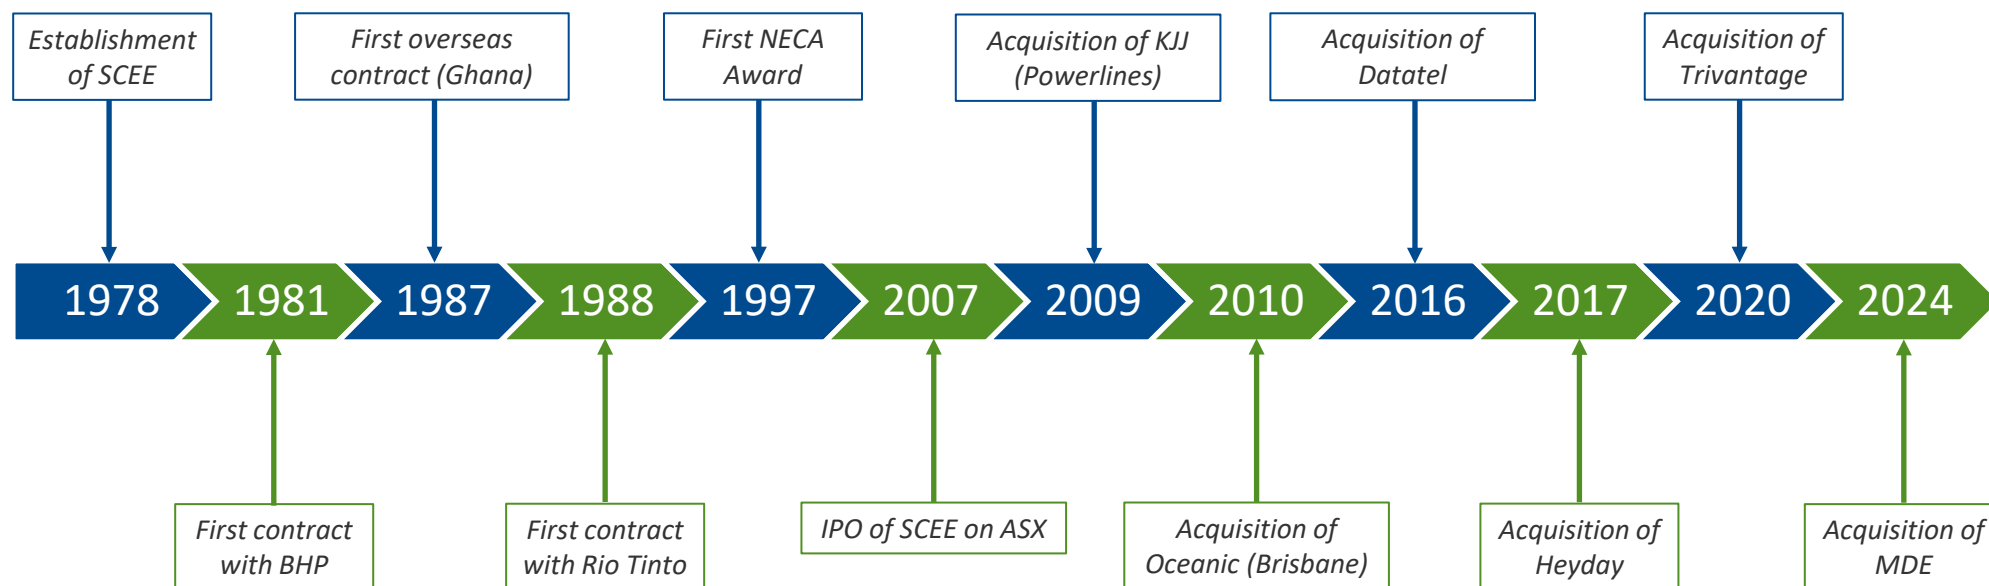 Establishment
of SCEE
First overseas
contract (Ghana)
First NECA
Award
Acquisition of KJJ
(Powerlines)
Acquisition of
Datatel
Acquisition of
Trivantage
1978
1981
1987
1988
1997
2007
2009
2010
2016
2017
2020
2024
First contract
with BHP
First contract
with Rio Tinto
IPO of SCEE on ASX
Acquisition of
Oceanic (Brisbane)
Acquisition of
Heyday
Acquisition of
MDE